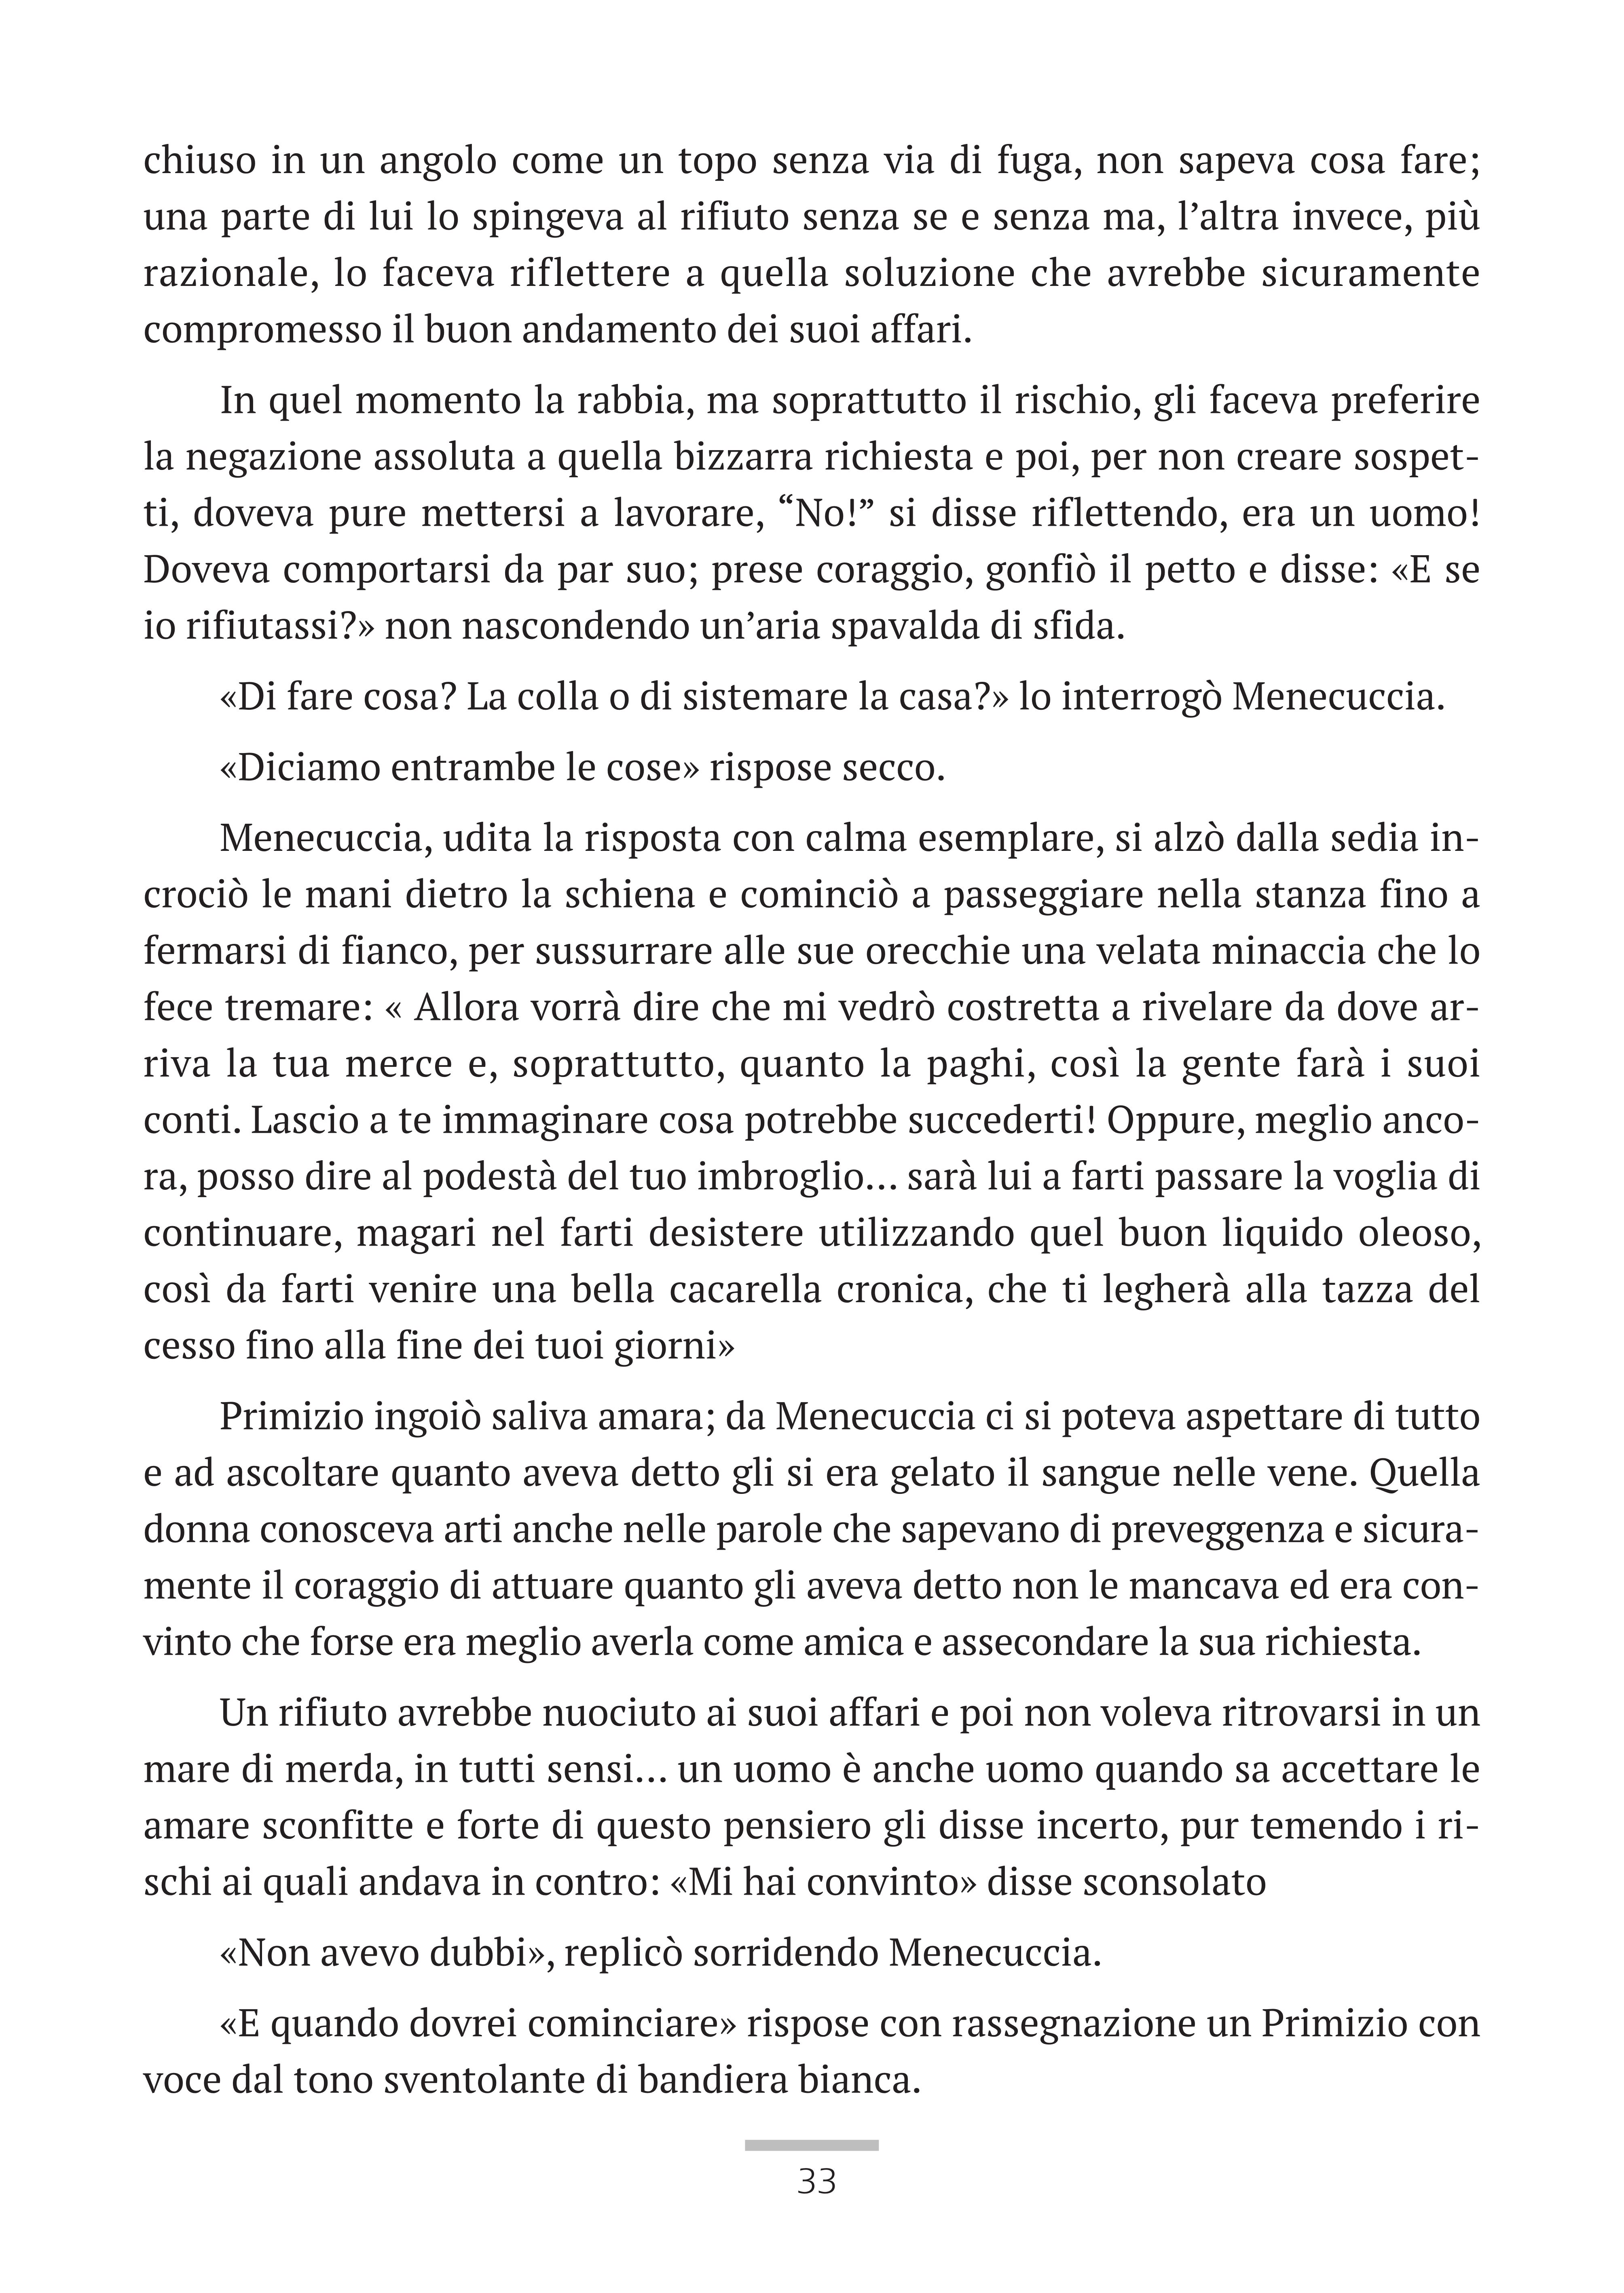 chiuso in un angolo come un topo senza via di fuga, non sapeva cosa fare;
una parte di lui lo spingeva al rifiuto senza se e senza ma, l’altra invece, più
razionale, lo faceva riflettere a quella soluzione che avrebbe sicuramente
compromesso il buon andamento dei suoi affari.
In quel momento la rabbia, ma soprattutto il rischio, gli faceva preferire
la negazione assoluta a quella bizzarra richiesta e poi, per non creare sospet-
ti, doveva pure mettersi a lavorare, “No!” si disse riflettendo, era un uomo!
Doveva comportarsi da par suo; prese coraggio, gonfiò il petto e disse: «E se
io rifiutassi?» non nascondendo un’aria spavalda di sfida.
«Di fare cosa? La colla o di sistemare la casa?» lo interrogò Menecuccia.
«Diciamo entrambe le cose» rispose secco.
Menecuccia, udita la risposta con calma esemplare, si alzò dalla sedia in-
crociò le mani dietro la schiena e cominciò a passeggiare nella stanza fino a
fermarsi di fianco, per sussurrare alle sue orecchie una velata minaccia che lo
fece tremare: « Allora vorrà dire che mi vedrò costretta a rivelare da dove ar-
riva la tua merce e, soprattutto, quanto la paghi, così la gente farà i suoi
conti. Lascio a te immaginare cosa potrebbe succederti! Oppure, meglio anco-
ra, posso dire al podestà del tuo imbroglio… sarà lui a farti passare la voglia di
continuare, magari nel farti desistere utilizzando quel buon liquido oleoso,
così da farti venire una bella cacarella cronica, che ti legherà alla tazza del
cesso fino alla fine dei tuoi giorni»
Primizio ingoiò saliva amara; da Menecuccia ci si poteva aspettare di tutto
e ad ascoltare quanto aveva detto gli si era gelato il sangue nelle vene. Quella
donna conosceva arti anche nelle parole che sapevano di preveggenza e sicura-
mente il coraggio di attuare quanto gli aveva detto non le mancava ed era con-
vinto che forse era meglio averla come amica e assecondare la sua richiesta.
Un rifiuto avrebbe nuociuto ai suoi affari e poi non voleva ritrovarsi in un
mare di merda, in tutti sensi… un uomo è anche uomo quando sa accettare le
amare sconfitte e forte di questo pensiero gli disse incerto, pur temendo i ri-
schi ai quali andava in contro: «Mi hai convinto» disse sconsolato
«Non avevo dubbi», replicò sorridendo Menecuccia.
«E quando dovrei cominciare» rispose con rassegnazione un Primizio con
voce dal tono sventolante di bandiera bianca.
33